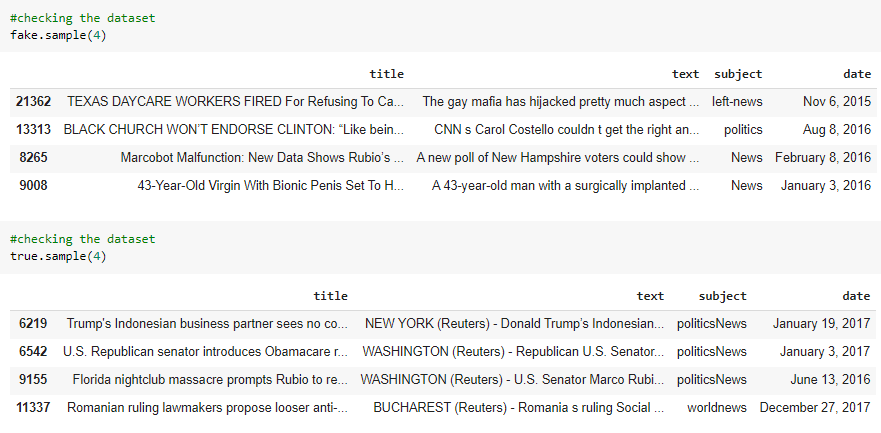 #checking the dataset
fake.sample(4)
title text subject date
21362 TEXAS DAYCARE WORKERS FIRED For Refusing To Ca... The gay mafia has hijacked pretty much aspect ... left-news Nov 6, 2015
13313 BLACK CHURCH WON’T ENDORSE CLINTON: “Like bein... CNN s Carol Costello couldn t get the right an... politics Aug 8, 2016
8265 Marcobot Malfunction: New Data Shows Rubio’s ... A new poll of New Hampshire voters could show ... News February 8, 2016
9008 43-Year-Old Virgin With Bionic Penis Set To H... A 43-year-old man with a surgically implanted ... News January 3, 2016
#checking the dataset
true.sample(4)
title text subject date
6219 Trump's Indonesian business partner sees no co... NEW YORK (Reuters) - Donald Trump’s Indonesian... politicsNews January 19, 2017
6542 U.S. Republican senator introduces Obamacare r... WASHINGTON (Reuters) - Republican U.S. Senator... politicsNews January 3, 2017
9155 Florida nightclub massacre prompts Rubio to re... WASHINGTON (Reuters) - U.S. Senator Marco Rubi... politicsNews June 13, 2016
11337 Romanian ruling lawmakers propose looser anti-... BUCHAREST (Reuters) - Romania s ruling Social ... worldnews December 27, 2017